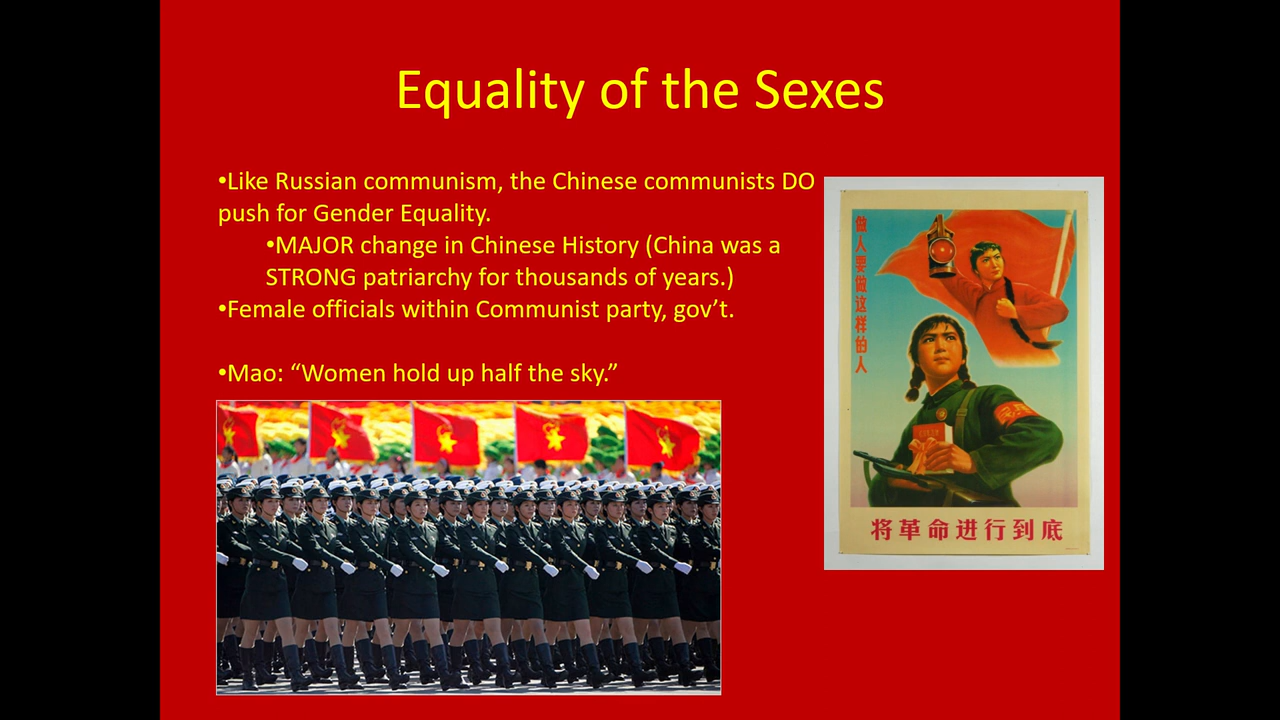 Equality of the Sexes
•Like Russian communism, the Chinese communists DO
push for Gender Equality.
•MAJOR change in Chinese History (China was a
STRONG patriarchy for thousands of years.)
•Female officials within Communist party, gov’t.
•Mao: “Women hold up half the sky.”
做人要做这样的人
将革命进行到底